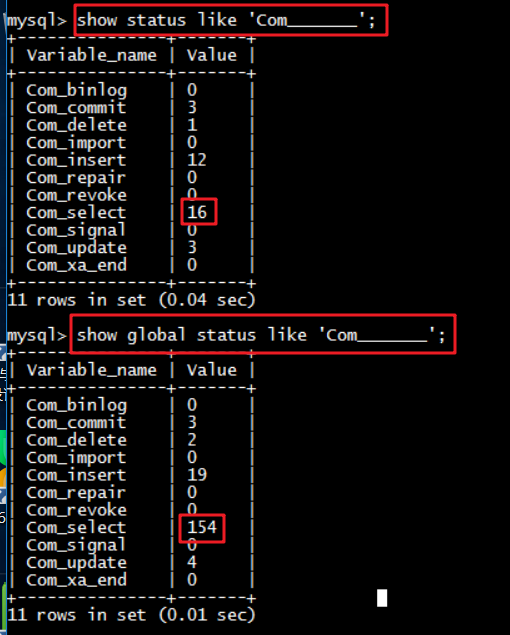 mysql> show status like 'Com_______';
+---------------+-------+
| Variable_name | Value |
+---------------+-------+
| Com_binlog    | 0     |
| Com_commit    | 3     |
| Com_delete    | 1     |
| Com_import    | 0     |
| Com_insert    | 12    |
| Com_repair    | 0     |
| Com_revoke    | 0     |
| Com_select    | 16    |
| Com_signal    | 0     |
| Com_update    | 3     |
| Com_xa_end    | 0     |
+---------------+-------+
11 rows in set (0.04 sec)
mysql> show global status like 'Com_______';
+---------------+-------+
| Variable_name | Value |
+---------------+-------+
| Com_binlog    | 0     |
| Com_commit    | 3     |
| Com_delete    | 2     |
| Com_import    | 0     |
| Com_insert    | 19    |
| Com_repair    | 0     |
| Com_revoke    | 0     |
| Com_select    | 154   |
| Com_signal    | 0     |
| Com_update    | 4     |
| Com_xa_end    | 0     |
+---------------+-------+
11 rows in set (0.01 sec)